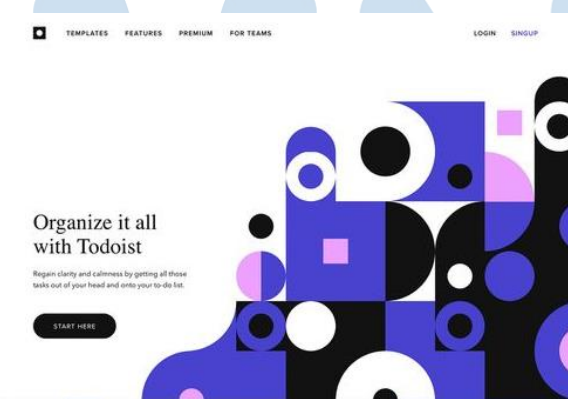 TEMPLATES FEATURES PREMIUM FOR TEAMS LOGIN SINGUP
Organize it all
with Todoist
Regain clarity and calmness by getting all those
tasks out of your head and onto your to-do list.
START HERE